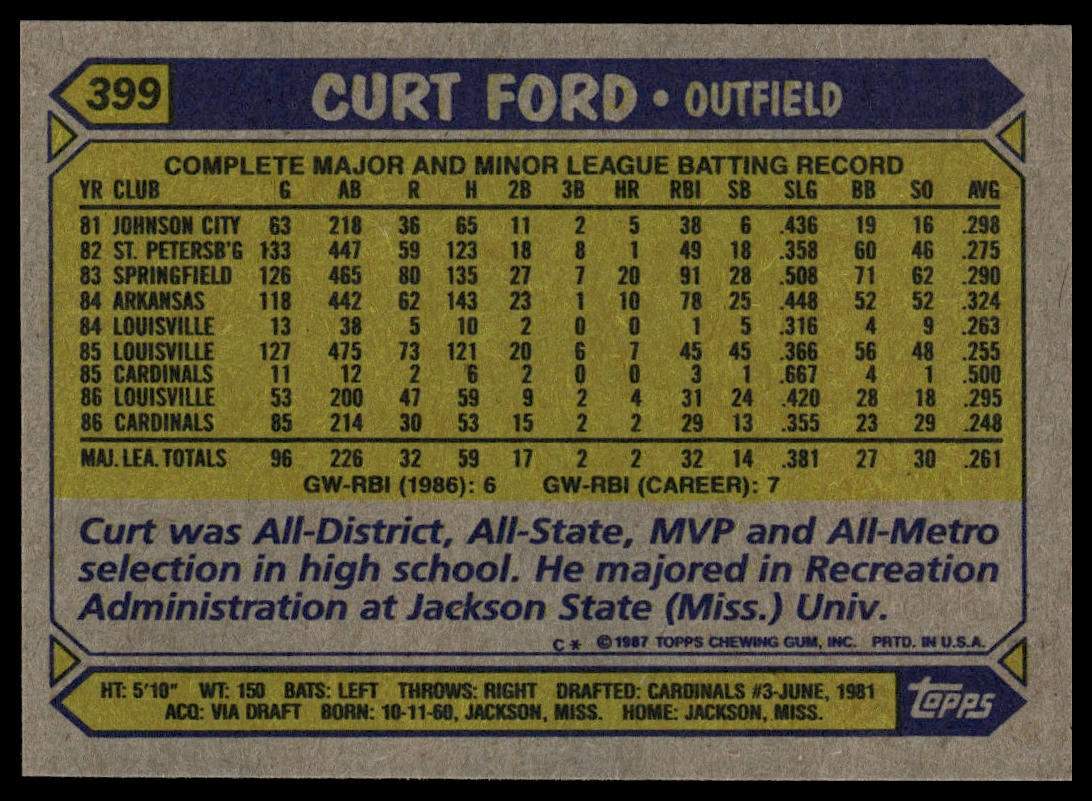 399
CURT FORD • OUTFIELD
COMPLETE MAJOR AND MINOR LEAGUE BATTING RECORD
YR CLUB G AB R H 2B 3B HR RBI SB SLG BB SO AVG
81 JOHNSON CITY 63 218 36 65 11 2 5 38 6 .436 19 16 .298
82 ST. PETERSB'G 133 447 59 123 18 8 1 49 18 .358 60 46 .275
83 SPRINGFIELD 126 465 80 135 27 7 20 91 28 .508 71 62 .290
84 ARKANSAS 118 442 62 143 23 1 10 78 25 .448 52 52 .324
84 LOUISVILLE 13 38 5 10 2 0 0 1 5 .316 4 9 .263
85 LOUISVILLE 127 475 73 121 20 6 7 45 45 .366 56 48 .255
85 CARDINALS 11 12 2 6 2 0 0 3 1 .667 4 1 .500
86 LOUISVILLE 53 200 47 59 9 2 4 31 24 .420 28 18 .295
86 CARDINALS 85 214 30 53 15 2 2 29 13 .355 23 29 .248
MAJ. LEA. TOTALS 96 226 32 59 17 2 2 32 14 .381 27 30 .261
GW-RBI (1986): 6 GW-RBI (CAREER): 7
Curt was All-District, All-State, MVP and All-Metro
selection in high school. He majored in Recreation
Administration at Jackson State (Miss.) Univ.
C* ©1987 TOPPS CHEWING GUM, INC. PRTD. IN U.S.A.
HT: 5'10" WT: 150 BATS: LEFT THROWS: RIGHT DRAFTED: CARDINALS #3-JUNE, 1981
ACQ: VIA DRAFT BORN: 10-11-60, JACKSON, MISS. HOME: JACKSON, MISS.
topps